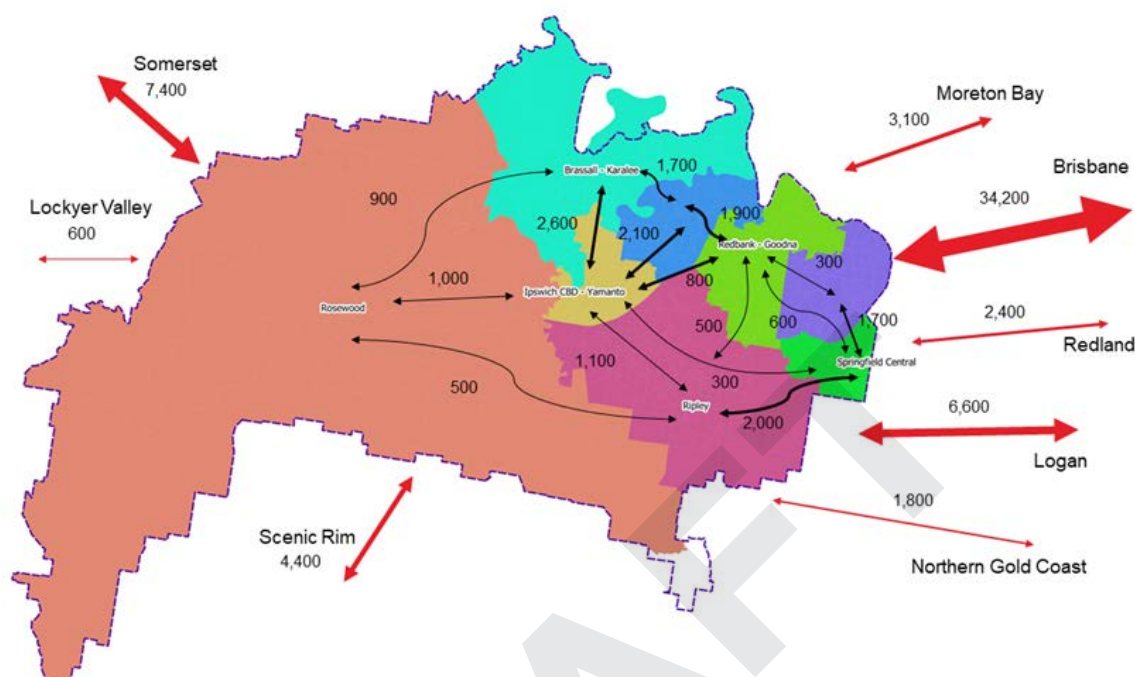 Somerset
7,400
Moreton Bay
3,100
Brisbane
34,200
Lockyer Valley
600
900
Brassall - Karalee
1,700
2,600
2,100
1,900
Redbank - Goodna
300
800
1,000
Ipswich CBD - Yamanto
Rosewood
500
600
1,700
2,400
Redland
Springfield Central
1,100
300
500
Ripley
2,000
6,600
Logan
1,800
Scenic Rim
4,400
Northern Gold Coast